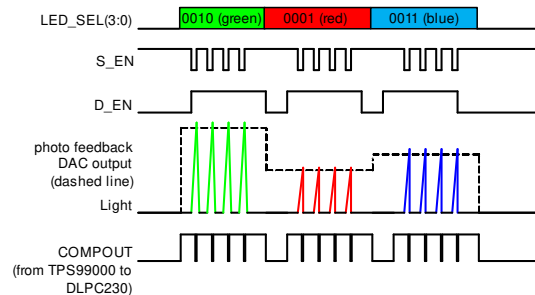 LED_SEL(3:0) 0010 (green) 0001 (red) 0011 (blue)
S_EN
D_EN
photo feedback
DAC output
(dashed line)
Light
COMPOUT
(from TPS99000 to
DLPC230)